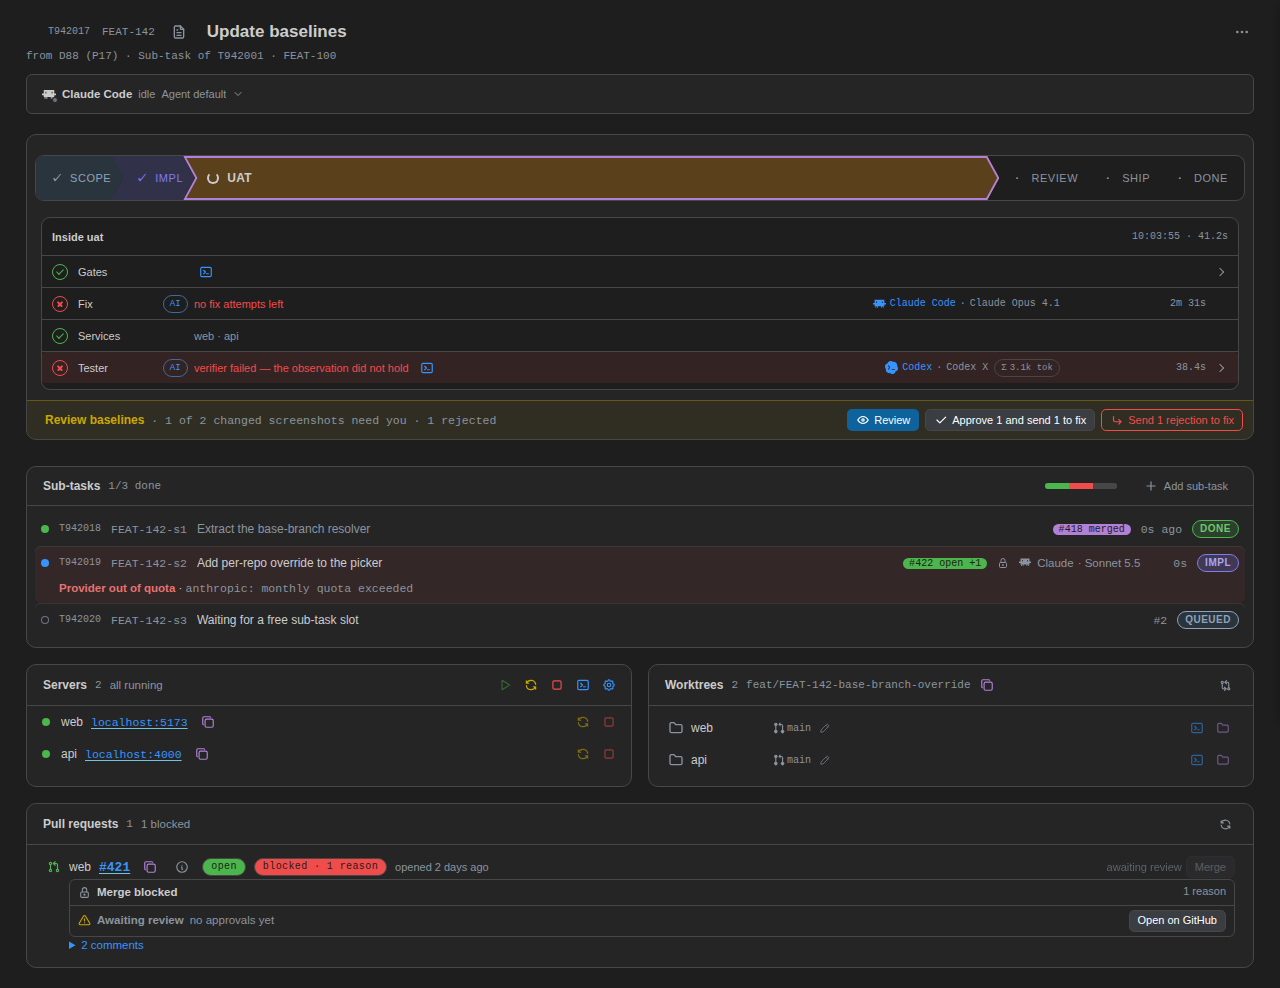 T942017 FEAT-142 Update baselines
from D88 (P17) · Sub-task of T942001 · FEAT-100
Claude Code idle Agent default
SCOPE IMPL UAT REVIEW SHIP DONE
Inside uat 10:03:55 · 41.2s
Gates
Fix AI no fix attempts left Claude Code · Claude Opus 4.1 2m 31s
Services web · api
Tester AI verifier failed — the observation did not hold Codex · Codex X Σ 3.1k tok 38.4s
Review baselines · 1 of 2 changed screenshots need you · 1 rejected Review Approve 1 and send 1 to fix Send 1 rejection to fix
Sub-tasks 1/3 done Add sub-task
T942018 FEAT-142-s1 Extract the base-branch resolver #418 merged 0s ago DONE
T942019 FEAT-142-s2 Add per-repo override to the picker #422 open +1 Claude · Sonnet 5.5 0s IMPL
Provider out of quota · anthropic: monthly quota exceeded
T942020 FEAT-142-s3 Waiting for a free sub-task slot #2 QUEUED
Servers 2 all running
web localhost:5173
api localhost:4000
Worktrees 2 feat/FEAT-142-base-branch-override
web main
api main
Pull requests 1 1 blocked
web #421 open blocked · 1 reason opened 2 days ago awaiting review Merge
Merge blocked 1 reason
Awaiting review no approvals yet Open on GitHub
2 comments